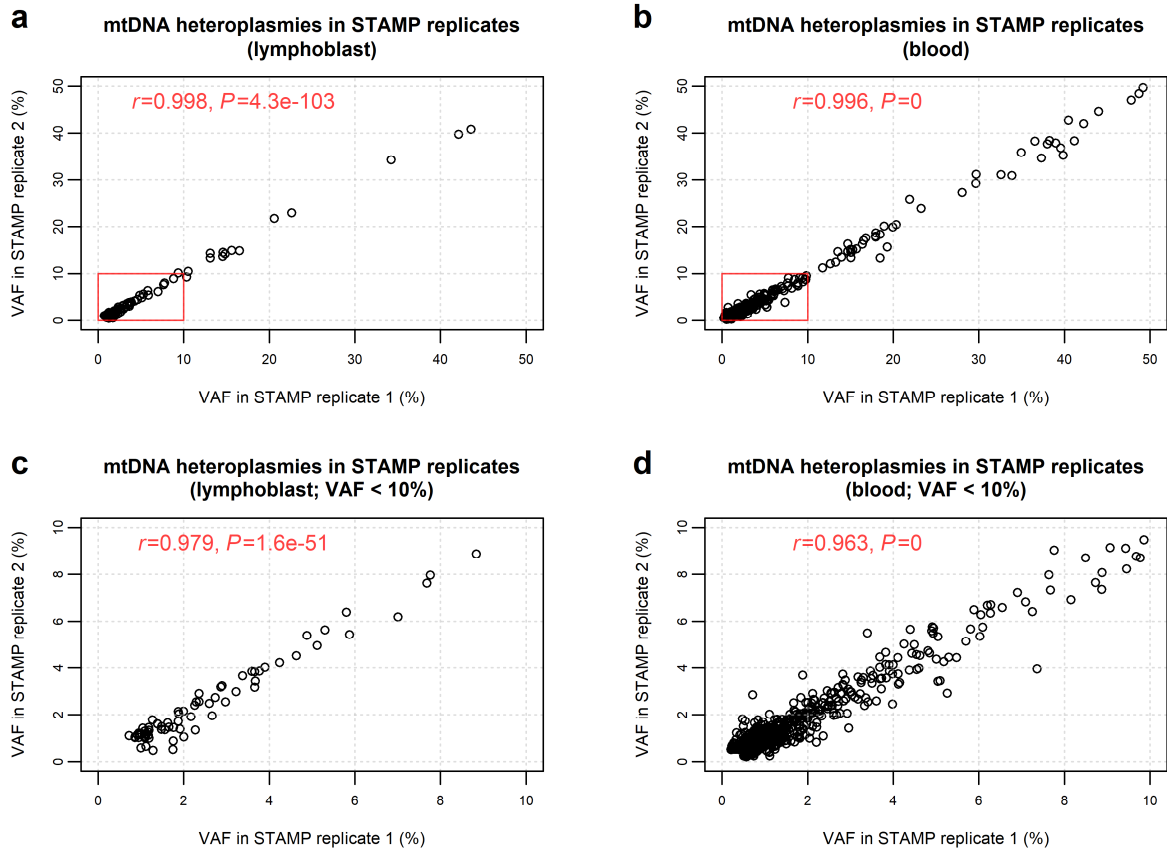 a
mtDNA heteroplasmies in STAMP replicates
(lymphoblast)
r=0.998, P=4.3e-103
VAF in STAMP replicate 2 (%)
50
40
30
20
10
0
0 10 20 30 40 50
VAF in STAMP replicate 1 (%)
b
mtDNA heteroplasmies in STAMP replicates
(blood)
r=0.996, P=0
VAF in STAMP replicate 2 (%)
50
40
30
20
10
0
0 10 20 30 40 50
VAF in STAMP replicate 1 (%)
c
mtDNA heteroplasmies in STAMP replicates
(lymphoblast; VAF < 10%)
r=0.979, P=1.6e-51
VAF in STAMP replicate 2 (%)
10
8
6
4
2
0
0 2 4 6 8 10
VAF in STAMP replicate 1 (%)
d
mtDNA heteroplasmies in STAMP replicates
(blood; VAF < 10%)
r=0.963, P=0
VAF in STAMP replicate 2 (%)
10
8
6
4
2
0
0 2 4 6 8 10
VAF in STAMP replicate 1 (%)